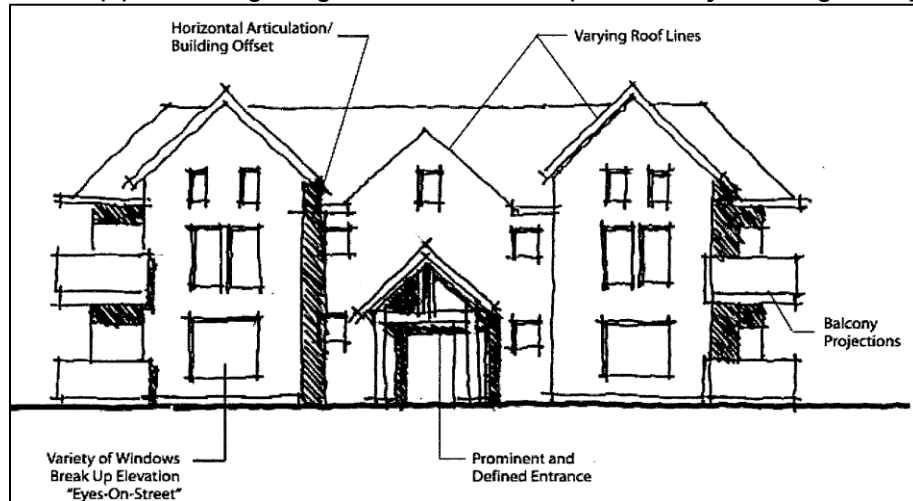 Horizontal Articulation/
Building Offset
Varying Roof Lines
Balcony
Projections
Variety of Windows
Break Up Elevation
"Eyes-On-Street"
Prominent and
Defined Entrance